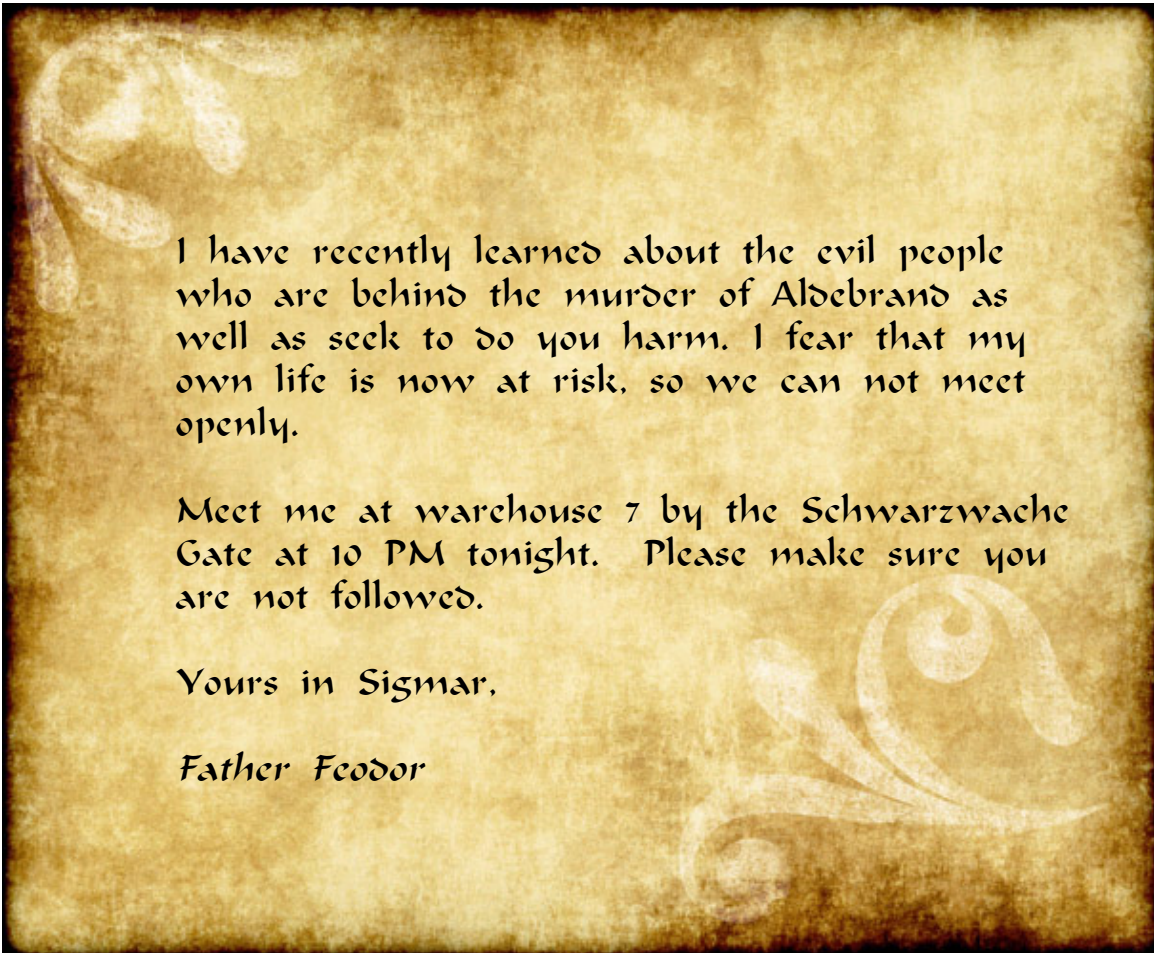 I have recently learned about the evil people
who are behind the murder of Aldebrand as
well as seek to do you harm. I fear that my
own life is now at risk, so we can not meet
openly.
Meet me at warehouse 7 by the Schwarzwache
Gate at 10 PM tonight. Please make sure you
are not followed.
Yours in Sigmar,
Father Feodor